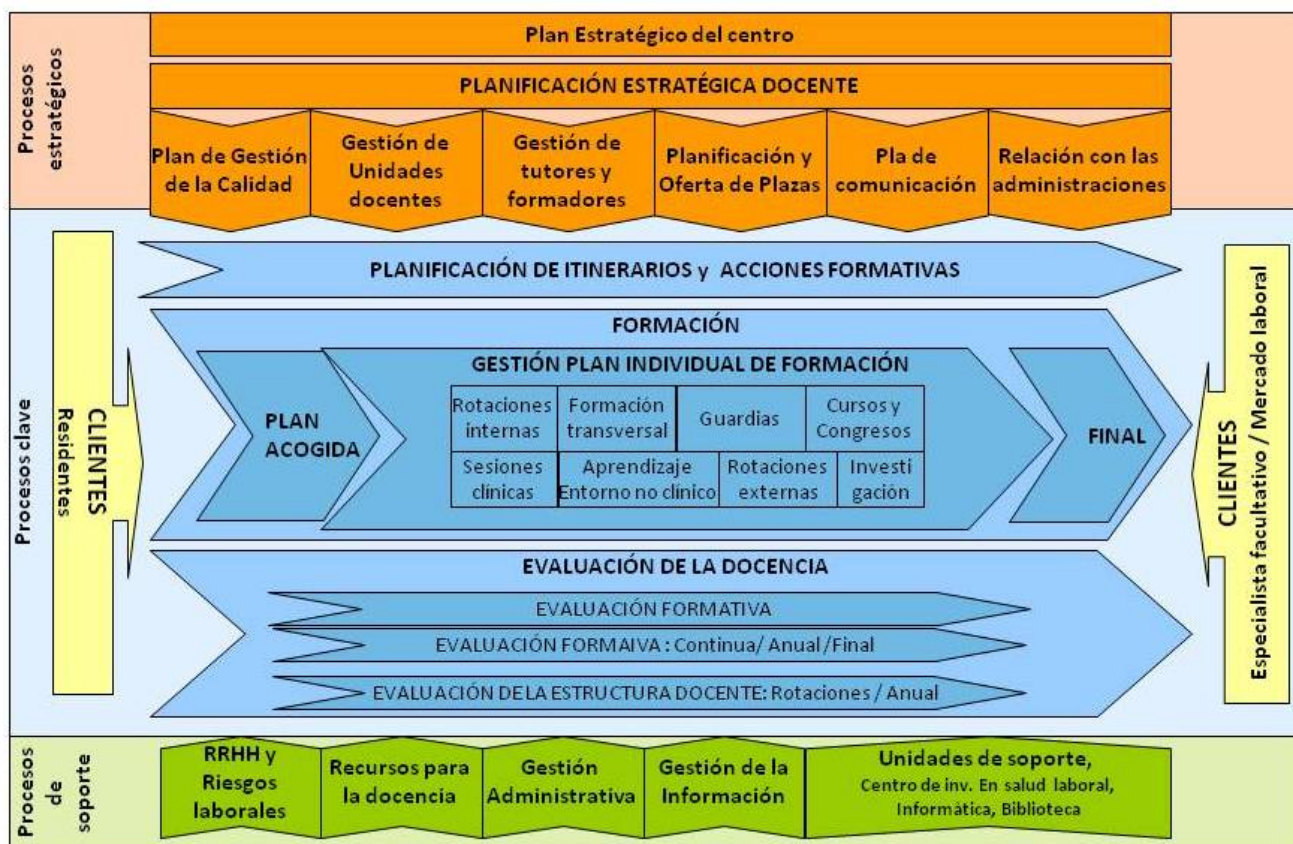 Procesos
estratégicos
Plan Estratégico del centro
PLANIFICACIÓN ESTRATÉGICA DOCENTE
Plan de Gestión
de la Calidad
Gestión de
Unidades
docentes
Gestión de
tutores y
formadores
Planificación y
Oferta de Plazas
Pla de
comunicación
Relación con las
administraciones
Procesos clave
CLIENTES
Residentes
PLANIFICACIÓN DE ITINERARIOS y ACCIONES FORMATIVAS
FORMACIÓN
PLAN
ACOGIDA
GESTIÓN PLAN INDIVIDUAL DE FORMACIÓN
Rotaciones
internas
Formación
transversal
Guardias
Cursos y
Congresos
Sesiones
clínicas
Aprendizaje
Entorno no clínico
Rotaciones
externas
Investi
gación
FINAL
EVALUACIÓN DE LA DOCENCIA
EVALUACIÓN FORMATIVA
EVALUACIÓN FORMAIVA : Continua/ Anual /Final
EVALUACIÓN DE LA ESTRUCTURA DOCENTE: Rotaciones / Anual
CLIENTES
Especialista facultativo / Mercado laboral
Procesos
de
soporte
RRHH y
Riesgos
laborales
Recursos para
la docencia
Gestión
Administrativa
Gestión de la
Información
Unidades de soporte,
Centro de inv. En salud laboral,
Informática, Biblioteca